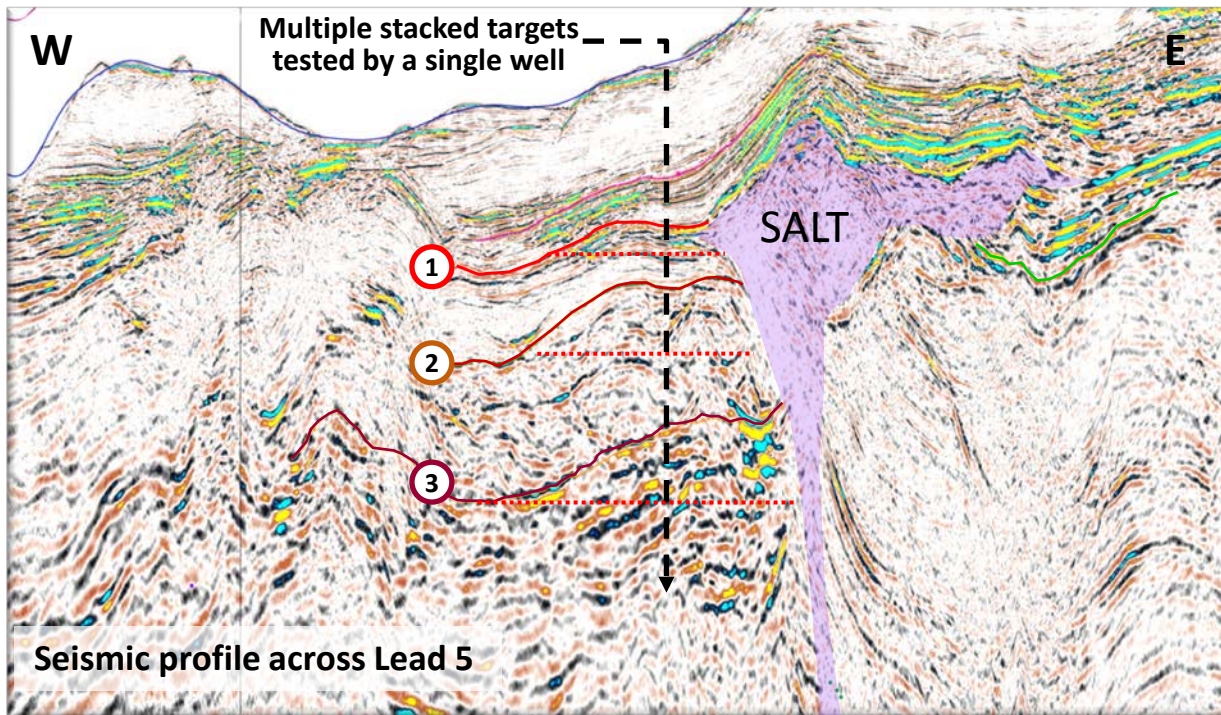 W
Multiple stacked targets
tested by a single well
E
SALT
1
2
3
Seismic profile across Lead 5